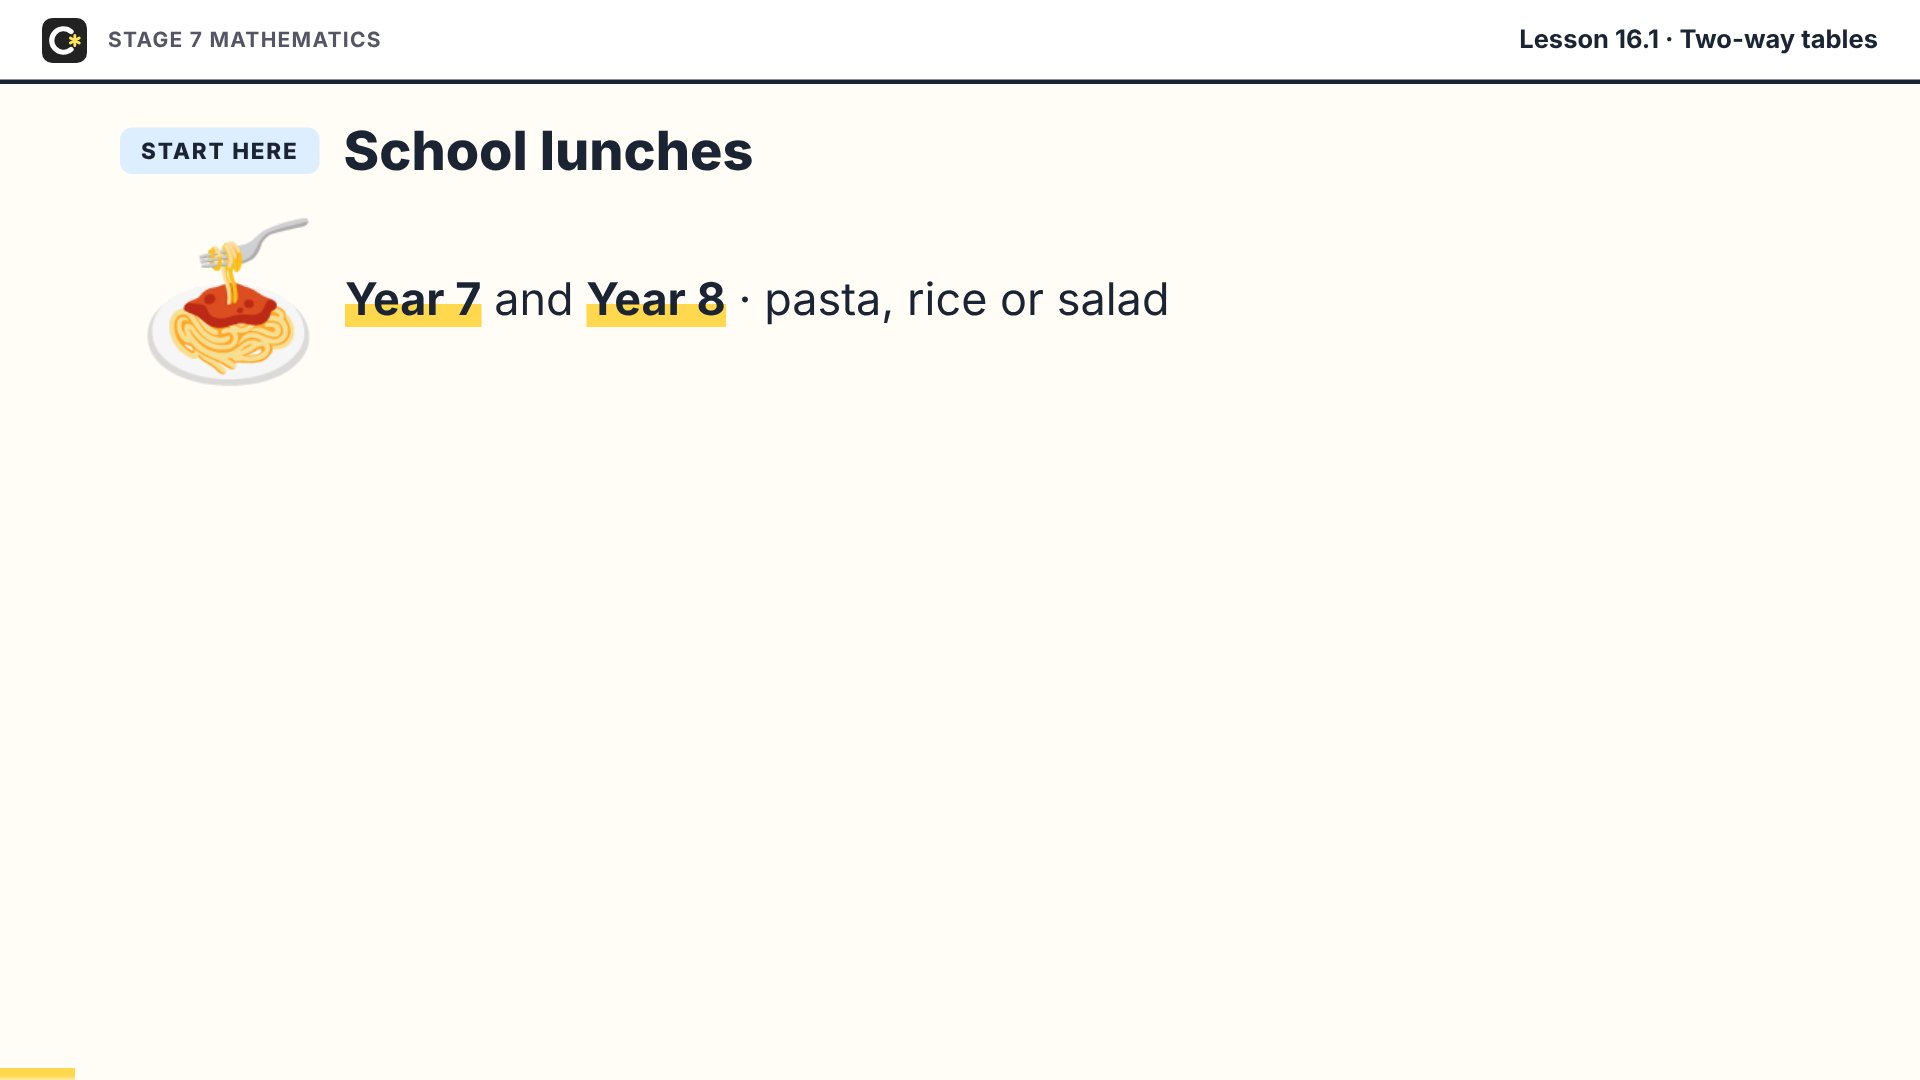 STAGE 7 MATHEMATICS
Lesson 16.1 · Two-way tables
START HERE
School lunches
Year 7 and Year 8 · pasta, rice or salad